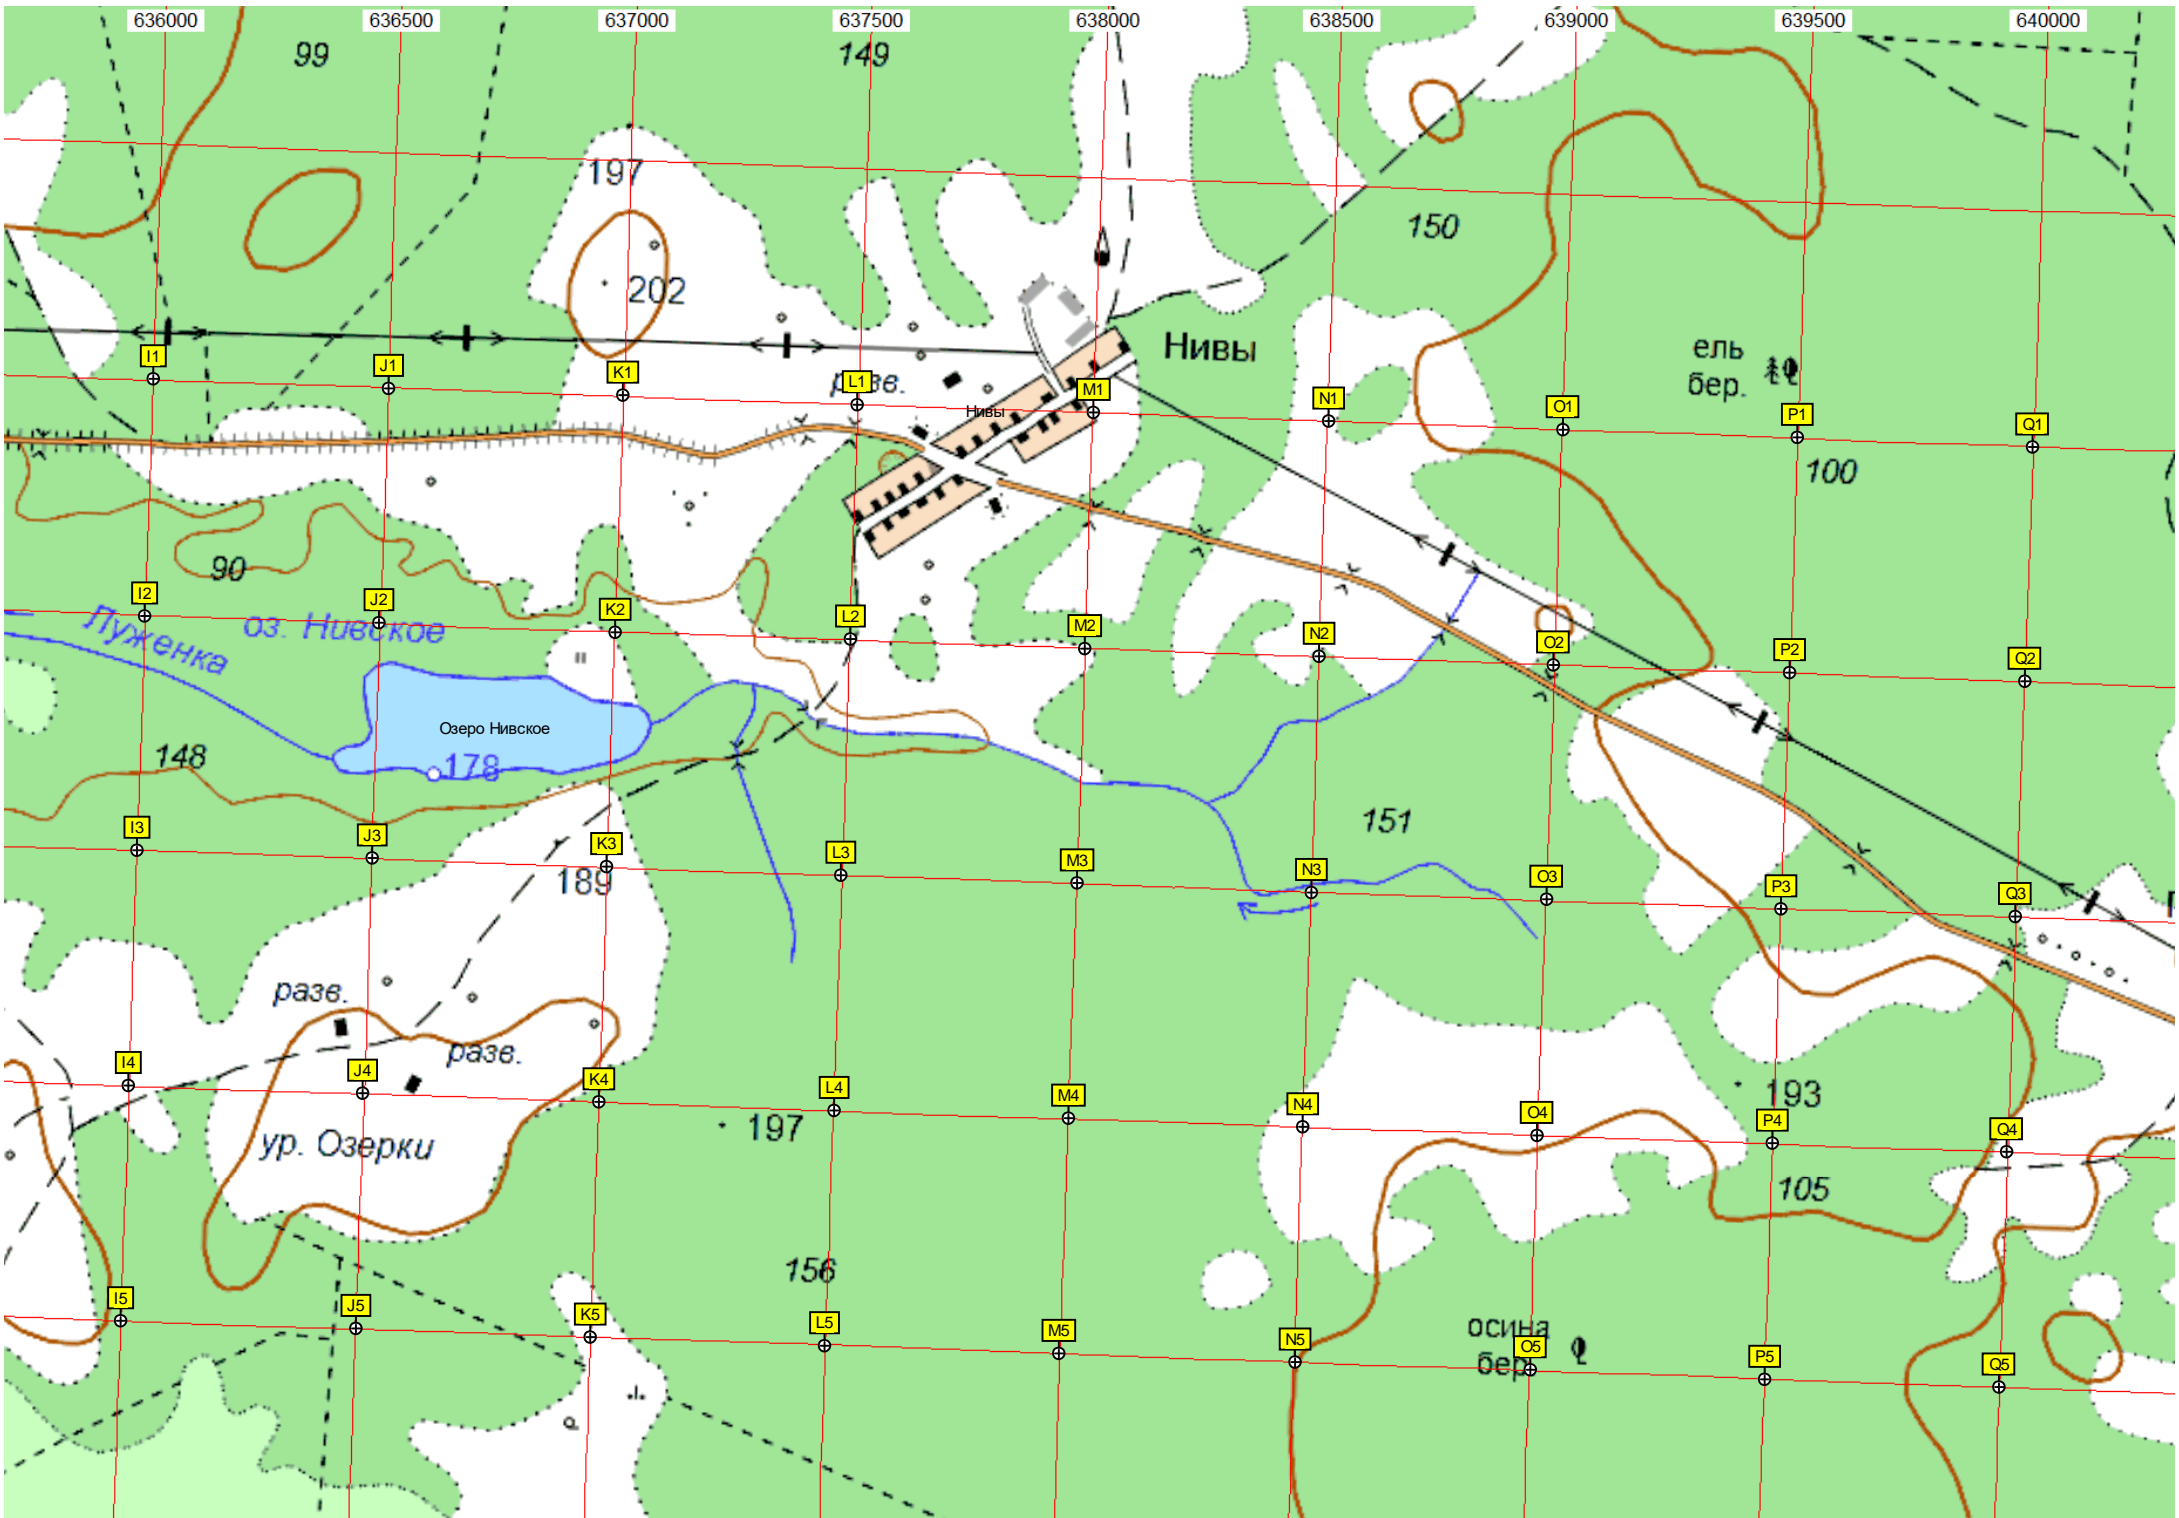 636000 636500 637000 637500 638000 638500 639000 639500 640000
99 149
197
150
202
Нивы
ель
бер.
I1 J1 K1 L1 M1 N1 O1 P1 Q1
разв.
Нивы
100
90
I2 J2 K2 L2 M2 N2 O2 P2 Q2
Луженка
оз. Нивское
Озеро Нивское
148
178
151
I3 J3 K3 L3 M3 N3 O3 P3 Q3
189
разв.
разв.
I4 J4 K4 L4 M4 N4 O4 P4 Q4
193
197
ур. Озерки
105
156
I5 J5 K5 L5 M5 N5 O5 P5 Q5
осина
бер.